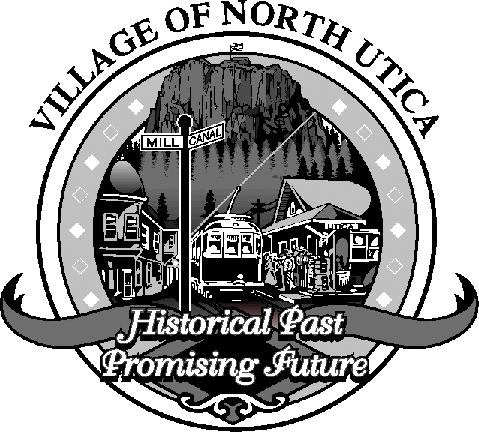 VILLAGE OF NORTH UTICA
MILL CANAL
Historical Past
Promising Future